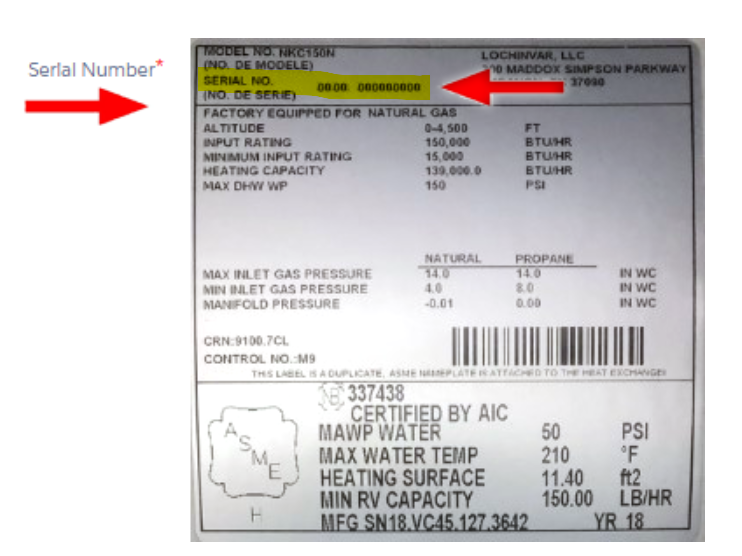 Serial Number*
MODEL NO. NKC150N LOCHINVAR, LLC
(NO. DE MODELE) MADDOX SIMPSON PARKWAY
SERIAL NO. 0000. 000000000
(NO. DE SERIE)
FACTORY EQUIPPED FOR NATURAL GAS
ALTITUDE 0-4,500 FT
INPUT RATING 150,000 BTU/HR
MINIMUM INPUT RATING 15,000 BTU/HR
HEATING CAPACITY 139,000.0 BTU/HR
MAX DHW WP 150 PSI
NATURAL PROPANE
MAX INLET GAS PRESSURE 14.0 14.0 IN WC
MIN INLET GAS PRESSURE 4.0 8.0 IN WC
MANIFOLD PRESSURE -0.01 0.00 IN WC
CRN:9100.7CL
CONTROL NO.:M9
THIS LABEL IS A DUPLICATE, ASME NAMEPLATE IS ATTACHED TO THE HEAT EXCHANGER
337438
CERTIFIED BY AIC
ASME
MAWP WATER 50 PSI
MAX WATER TEMP 210 °F
HEATING SURFACE 11.40 ft2
MIN RV CAPACITY 150.00 LB/HR
H
MFG SN18.VC45.127.3642 YR 18